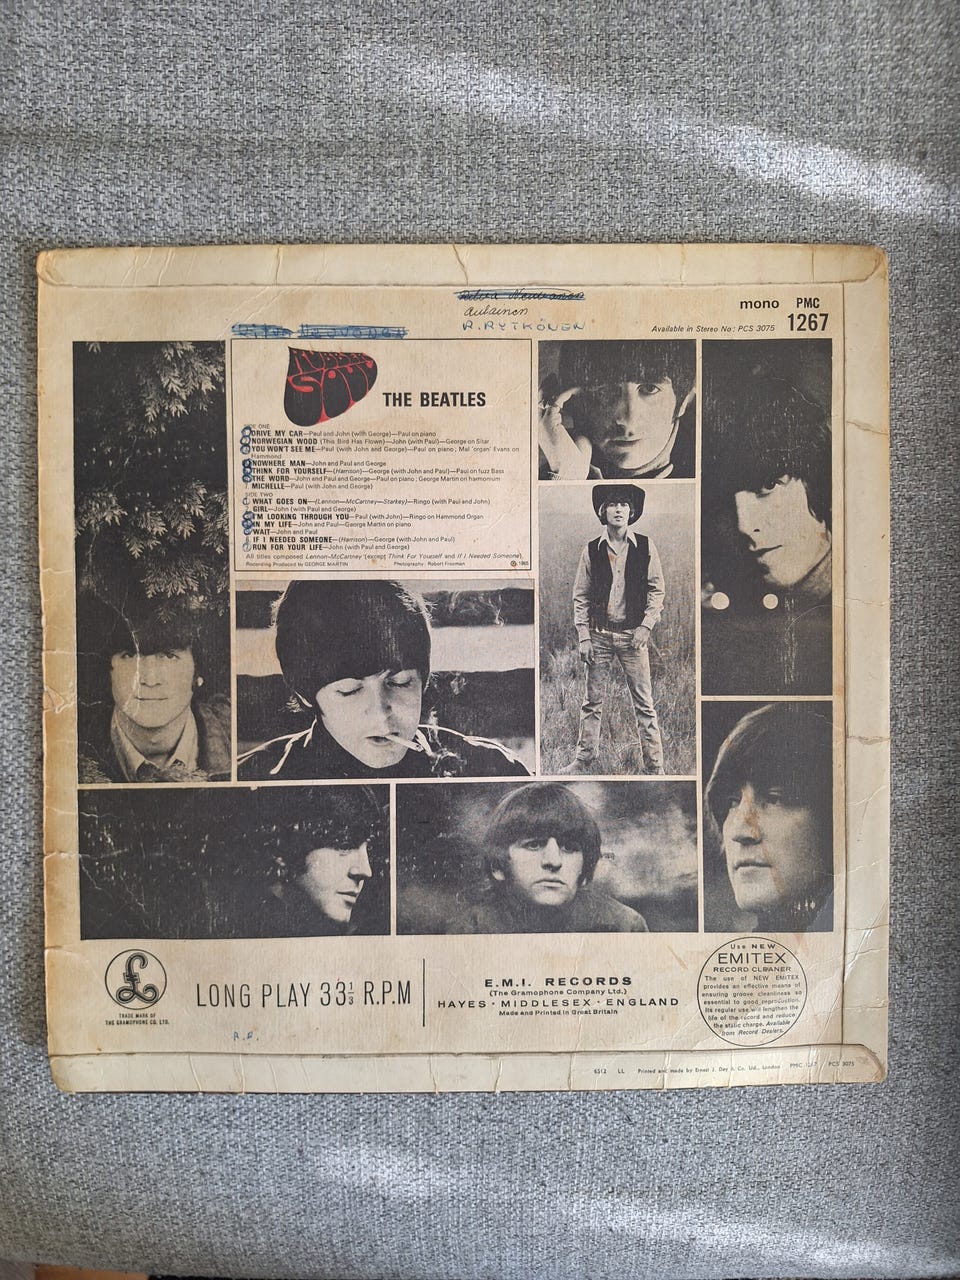 Aulainen
R. RYTKÖNEN
mono PMC
1267
Available in Stereo No: PCS 3075
RUBBER SOUL
THE BEATLES
SIDE ONE
DRIVE MY CAR—Paul and John (with George)—Paul on piano
NORWEGIAN WOOD (This Bird Has Flown)—John (with Paul)—George on Sitar
YOU WON'T SEE ME—Paul (with John and George)—Paul on piano; Mal 'organ' Evans on
Hammond
NOWHERE MAN—John and Paul and George
THINK FOR YOURSELF—(Harrison)—George (with John and Paul)—Paul on fuzz Bass
THE WORD—John and Paul and George—Paul on piano; George Martin on harmonium
MICHELLE—Paul (with John and George)
SIDE TWO
WHAT GOES ON—(Lennon—McCartney—Starkey)—Ringo (with Paul and John)
GIRL—John (with Paul and George)
I'M LOOKING THROUGH YOU—Paul (with John)—Ringo on Hammond Organ
IN MY LIFE—John and Paul—George Martin on piano
WAIT—John and Paul
IF I NEEDED SOMEONE—(Harrison)—George (with John and Paul)
RUN FOR YOUR LIFE—John (with Paul and George)
All titles composed Lennon-McCartney (except Think For Yourself and If I Needed Someone).
Recording Produced by GEORGE MARTIN Photography: Robert Freeman ℗ 1965
£
TRADE MARK OF
THE GRAMOPHONE CO. LTD.
LONG PLAY 33⅓ R.P.M
E.M.I. RECORDS
(The Gramophone Company Ltd.)
HAYES · MIDDLESEX · ENGLAND
Made and Printed in Great Britain
Use NEW
EMITEX
RECORD CLEANER
The use of NEW EMITEX
provides an effective means of
ensuring groove cleanliness so
essential to good reproduction.
Its regular use will lengthen the
life of the record and reduce
the static charge. Available
from Record Dealers.
R.R.
6512 LL Printed and made by Ernest J. Day & Co. Ltd., London PMC 1267 PCS 3075